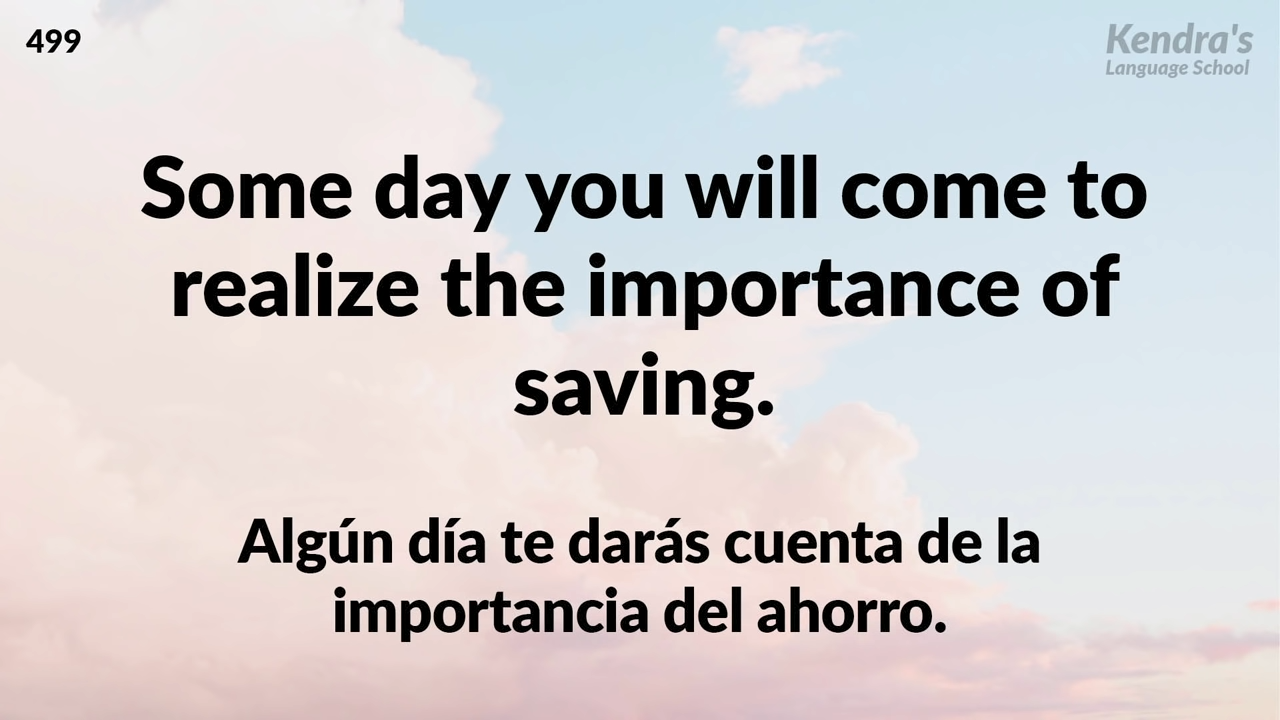 499
Kendra's
Language School
Some day you will come to
realize the importance of
saving.
Algún día te darás cuenta de la
importancia del ahorro.